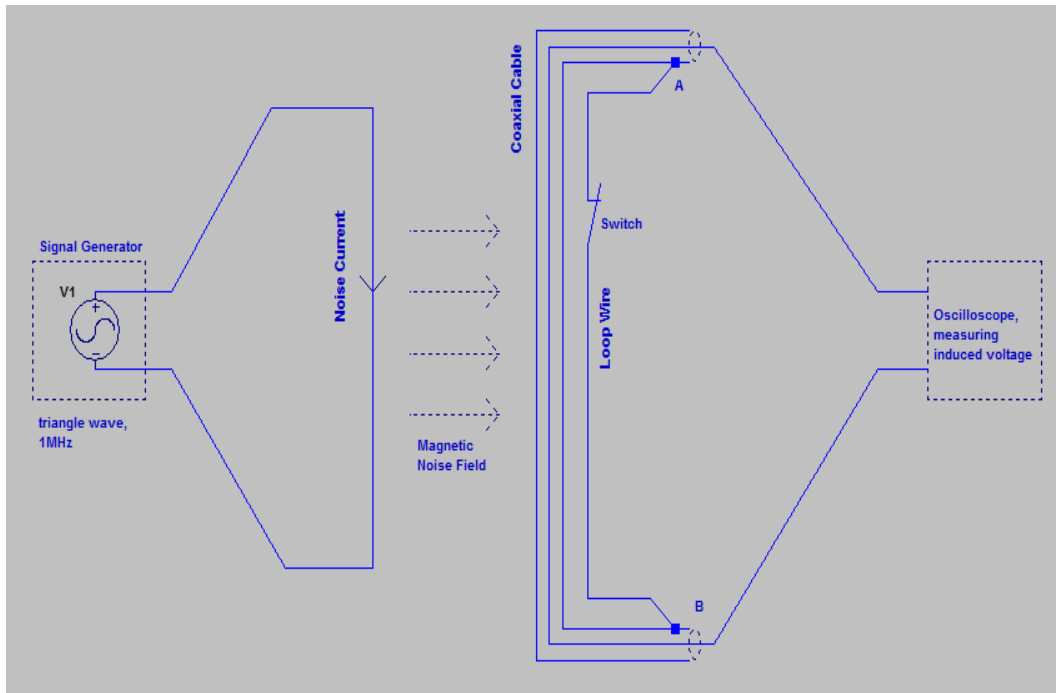 Signal Generator
V1
+
−
triangle wave,
1MHz
Noise Current
Magnetic
Noise Field
Coaxial Cable
A
Switch
Loop Wire
B
Oscilloscope,
measuring
induced voltage